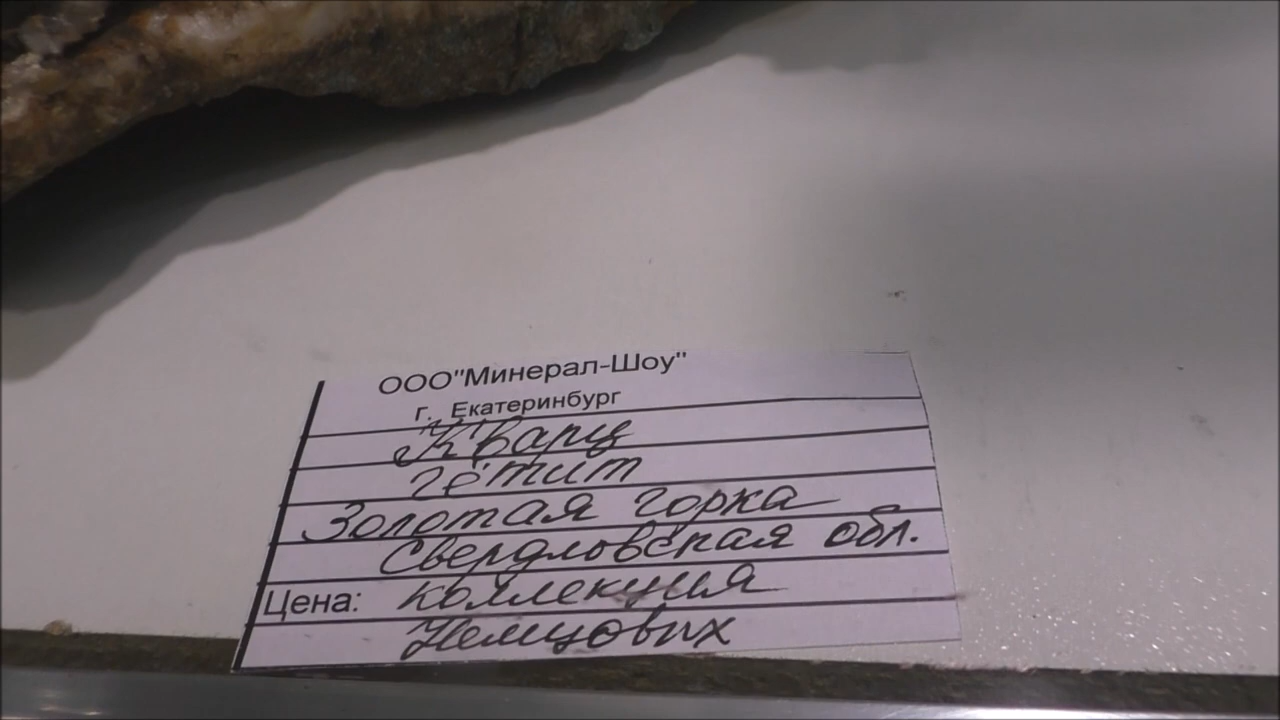 ООО"Минерал-Шоу"
г. Екатеринбург
Кварц
гётит
Золотая горка
Свердловская обл.
Цена: коллекция
Немцовых